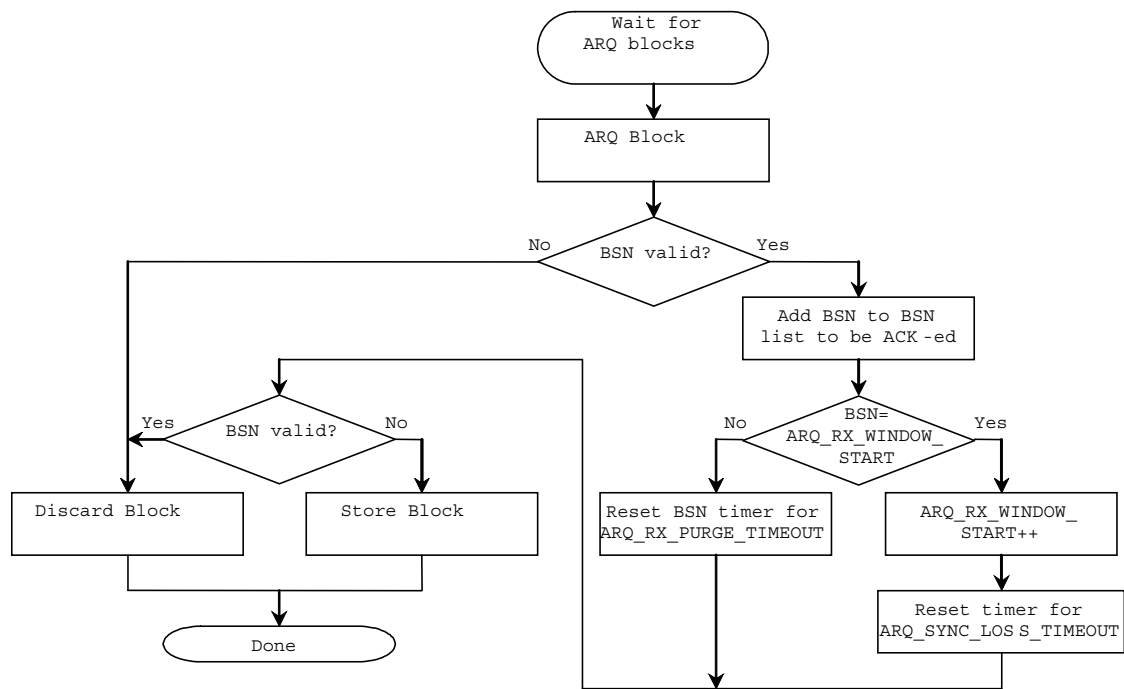 Wait for
ARQ blocks
ARQ Block
No
BSN valid?
Yes
Add BSN to BSN
list to be ACK -ed
Yes
BSN valid?
No
No
BSN=
ARQ_RX_WINDOW_
START
Yes
Discard Block
Store Block
Reset BSN timer for
ARQ_RX_PURGE_TIMEOUT
ARQ_RX_WINDOW_
START++
Reset timer for
ARQ_SYNC_LOS S_TIMEOUT
Done